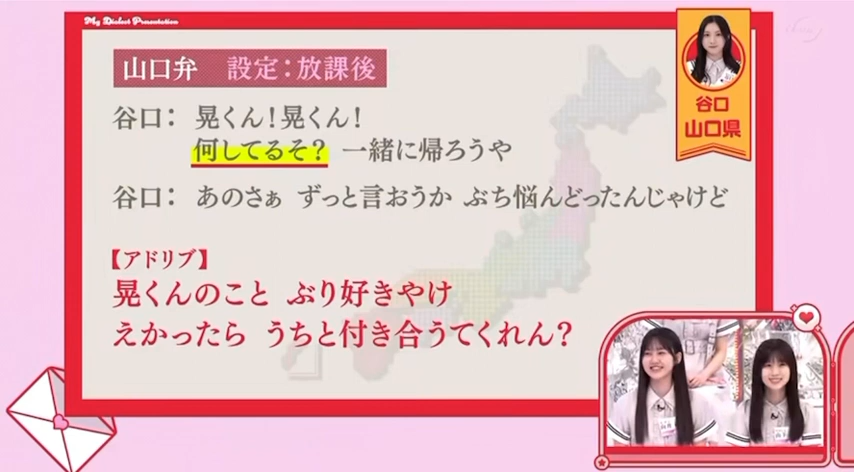 My Dialect Presentation
山口弁 設定：放課後
谷口： 晃くん！晃くん！
何してるそ？ 一緒に帰ろうや
谷口： あのさぁ ずっと言おうか ぶち悩んどったんじゃけど
【アドリブ】
晃くんのこと ぶり好きやけ
えかったら うちと付き合うてくれん？
谷口
山口県